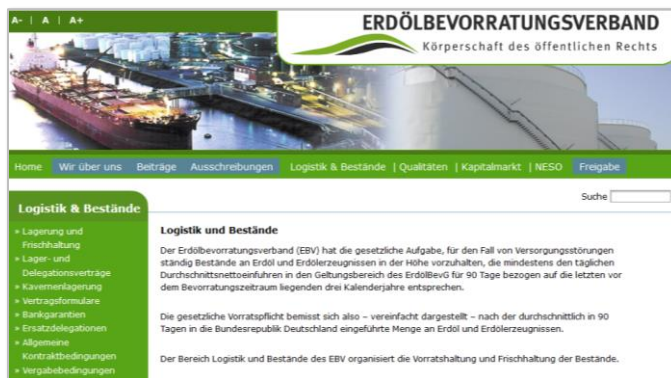 A- | A | A+
ERDÖLBEVORRATUNGSVERBAND
Körperschaft des öffentlichen Rechts
Home Wir über uns Beiträge Ausschreibungen Logistik & Bestände | Qualitäten | Kapitalmarkt | NESO Freigabe
Suche
Logistik & Bestände
» Lagerung und
Frischhaltung
» Lager- und
Delegationsverträge
» Kavernenlagerung
» Vertragsformulare
» Bankgarantien
» Ersatzdelegationen
» Allgemeine
Kontraktbedingungen
» Vergabebedingungen
Logistik und Bestände
Der Erdölbevorratungsverband (EBV) hat die gesetzliche Aufgabe, für den Fall von Versorgungsstörungen
ständig Bestände an Erdöl und Erdölerzeugnissen in der Höhe vorzuhalten, die mindestens den täglichen
Durchschnittsnettoeinfuhren in den Geltungsbereich des ErdölBevG für 90 Tage bezogen auf die letzten vor
dem Bevorratungszeitraum liegenden drei Kalenderjahre entsprechen.
Die gesetzliche Vorratspflicht bemisst sich also – vereinfacht dargestellt – nach der durchschnittlich in 90
Tagen in die Bundesrepublik Deutschland eingeführte Menge an Erdöl und Erdölerzeugnissen.
Der Bereich Logistik und Bestände des EBV organisiert die Vorratshaltung und Frischhaltung der Bestände.